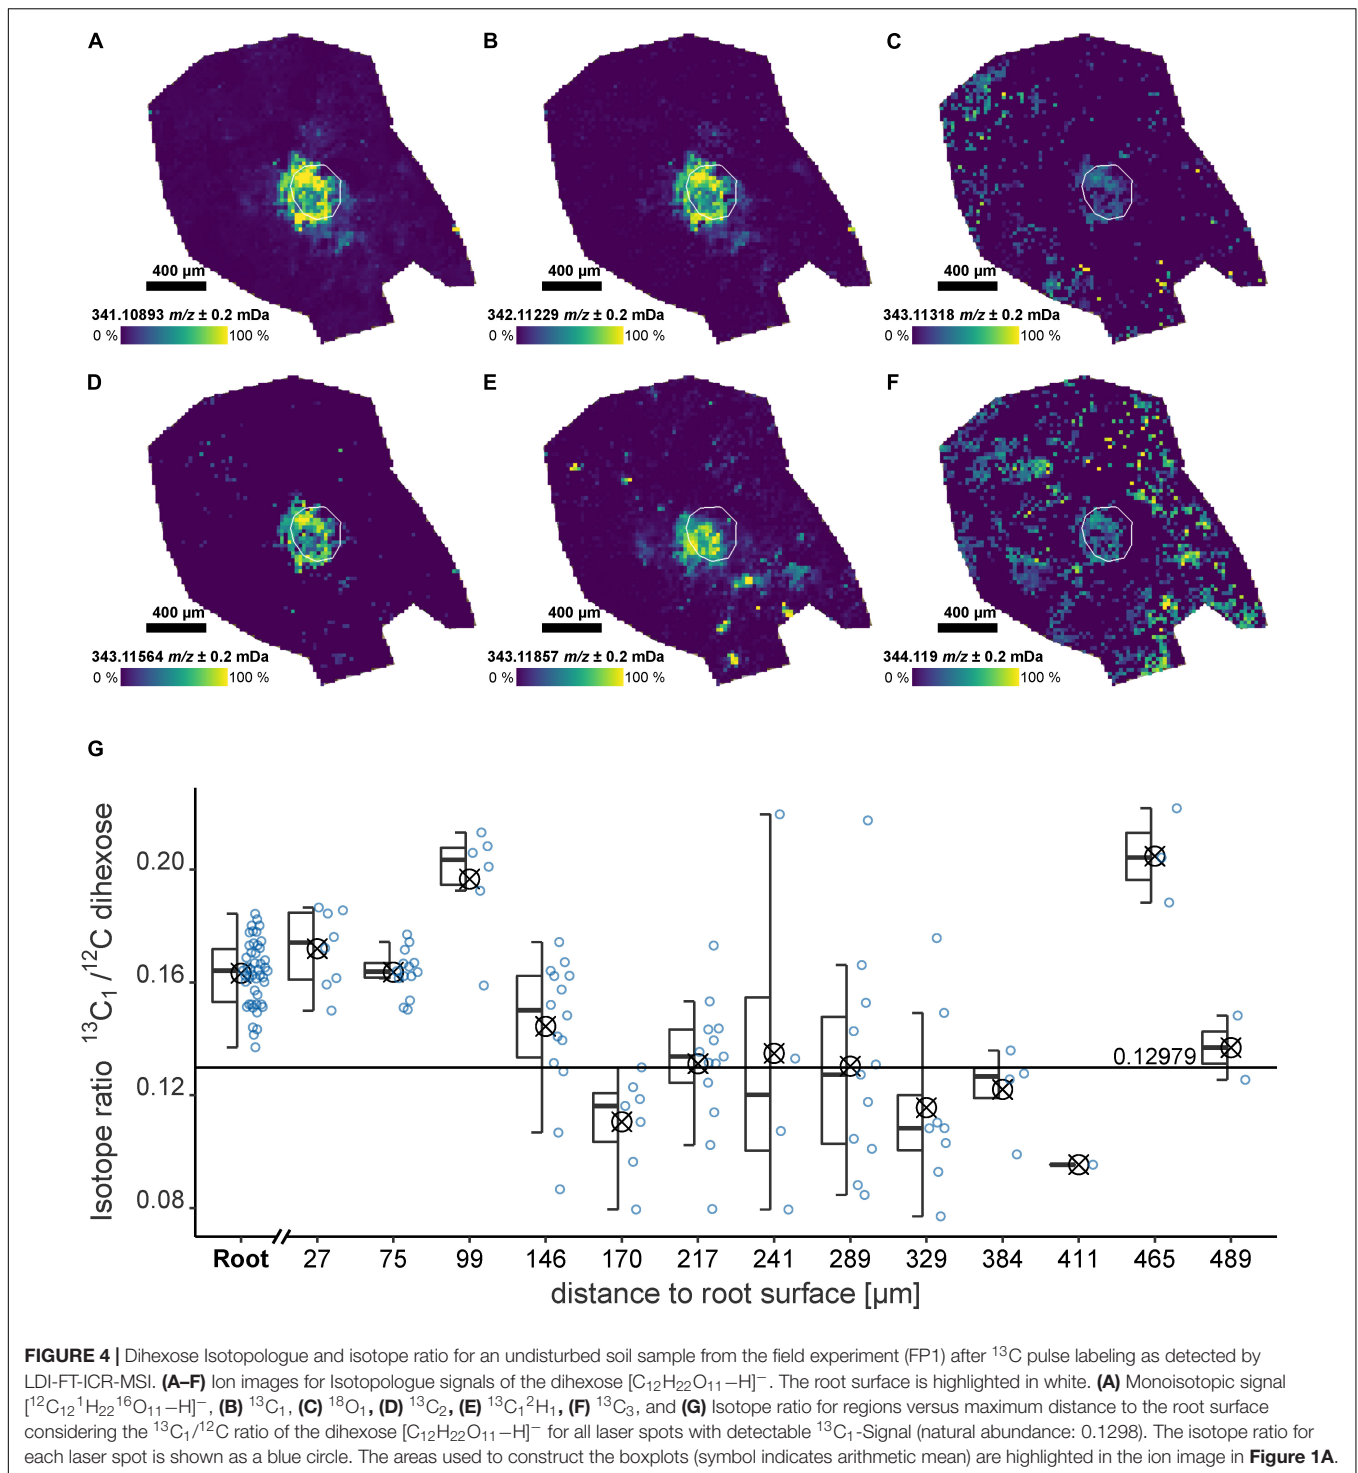 A
B
C
400 µm
400 µm
400 µm
341.10893 m/z ± 0.2 mDa
342.11229 m/z ± 0.2 mDa
343.11318 m/z ± 0.2 mDa
0 % 100 %
0 % 100 %
0 % 100 %
D
E
F
400 µm
400 µm
400 µm
343.11564 m/z ± 0.2 mDa
343.11857 m/z ± 0.2 mDa
344.119 m/z ± 0.2 mDa
0 % 100 %
0 % 100 %
0 % 100 %
G
Isotope ratio ¹³C₁/¹²C dihexose
0.20
0.16
0.12
0.08
0.12979
Root 27 75 99 146 170 217 241 289 329 384 411 465 489
distance to root surface [µm]
FIGURE 4 | Dihexose Isotopologue and isotope ratio for an undisturbed soil sample from the field experiment (FP1) after ¹³C pulse labeling as detected by
LDI-FT-ICR-MSI. (A–F) Ion images for Isotopologue signals of the dihexose [C₁₂H₂₂O₁₁−H]⁻. The root surface is highlighted in white. (A) Monoisotopic signal
[¹²C₁₂¹H₂₂¹⁶O₁₁−H]⁻, (B) ¹³C₁, (C) ¹⁸O₁, (D) ¹³C₂, (E) ¹³C₁²H₁, (F) ¹³C₃, and (G) Isotope ratio for regions versus maximum distance to the root surface
considering the ¹³C₁/¹²C ratio of the dihexose [C₁₂H₂₂O₁₁−H]⁻ for all laser spots with detectable ¹³C₁-Signal (natural abundance: 0.1298). The isotope ratio for
each laser spot is shown as a blue circle. The areas used to construct the boxplots (symbol indicates arithmetic mean) are highlighted in the ion image in Figure 1A.